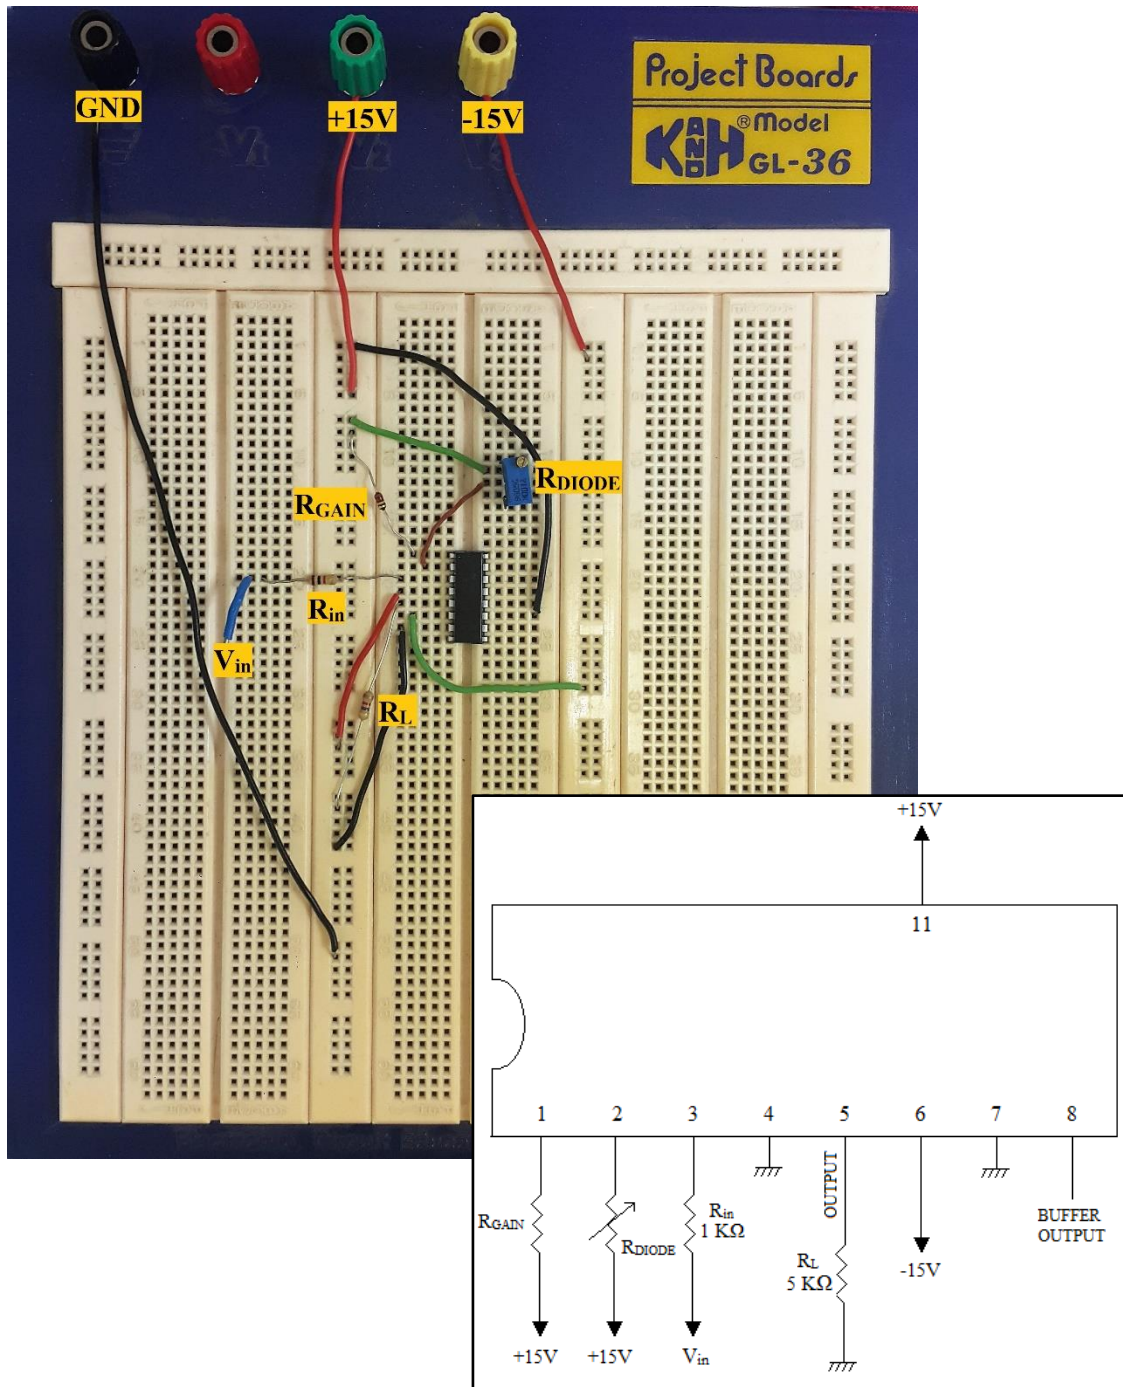 GND
+15V
-15V
Project Boards
K AND H ® Model
GL-36
RGAIN
RDIODE
Rin
Vin
RL
+15V
11
1 2 3 4 5 6 7 8
OUTPUT
RGAIN
RDIODE
Rin
1 KΩ
RL
5 KΩ
-15V
BUFFER
OUTPUT
+15V
+15V
Vin